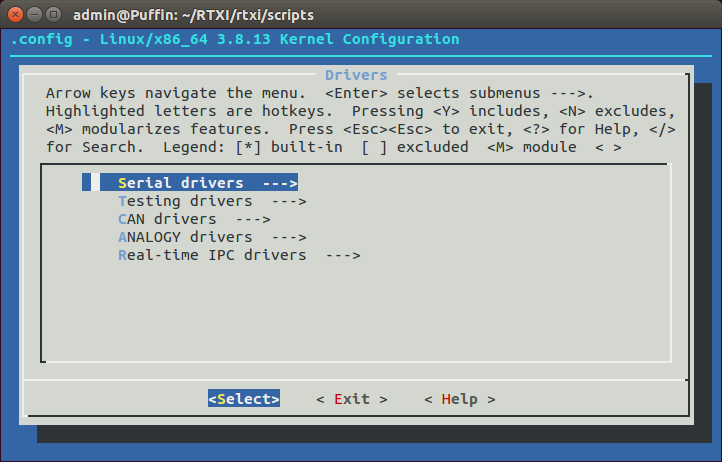 admin@Puffin: ~/RTXI/rtxi/scripts
.config - Linux/x86_64 3.8.13 Kernel Configuration
Drivers
Arrow keys navigate the menu.  <Enter> selects submenus --->.
Highlighted letters are hotkeys.  Pressing <Y> includes, <N> excludes,
<M> modularizes features.  Press <Esc><Esc> to exit, <?> for Help, </>
for Search.  Legend: [*] built-in  [ ] excluded  <M> module  < >
Serial drivers  --->
Testing drivers  --->
CAN drivers  --->
ANALOGY drivers  --->
Real-time IPC drivers  --->
<Select>    < Exit >    < Help >